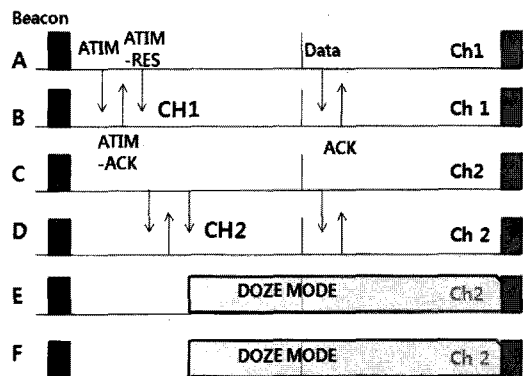 Beacon
A ATIM ATIM -RES Data Ch1
B CH1 Ch 1
ATIM -ACK ACK
C Ch2
D CH2 Ch 2
E DOZE MODE Ch2
F DOZE MODE Ch 2